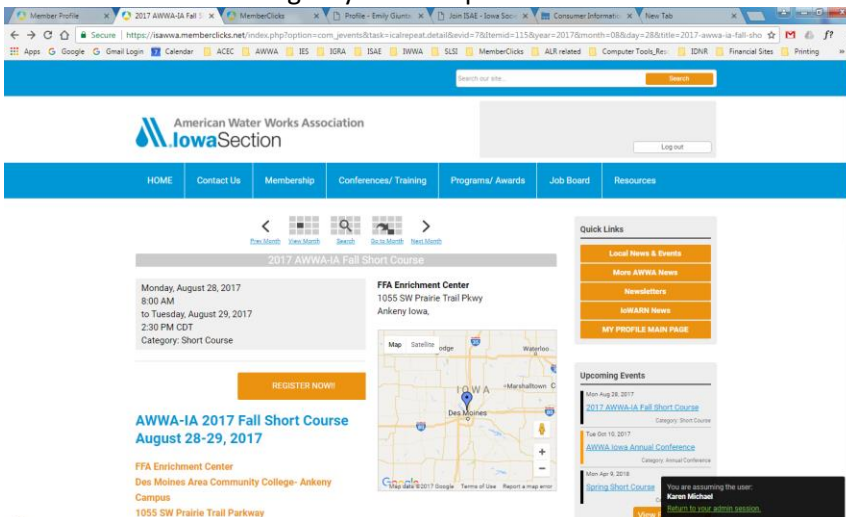 Member Profile
2017 AWWA-IA Fall S
MemberClicks
Profile - Emily Giunta
Join ISAE - Iowa Soci
Consumer Informatio
New Tab
Secure | https://isawwa.memberclicks.net/index.php?option=com_jevents&task=icalrepeat.detail&evid=7&Itemid=115&year=2017&month=08&day=28&title=2017-awwa-ia-fall-sho
Apps Google Gmail Login Calendar ACEC AWWA IES IGRA ISAE IWWA SLSI MemberClicks ALR related Computer Tools_Re IDNR Financial Sites Printing
Search our site...
Search
American Water Works Association
IowaSection
Log out
HOME Contact Us Membership Conferences/ Training Programs/ Awards Job Board Resources
Prev Month View Month Search Go to Month Next Month
2017 AWWA-IA Fall Short Course
Monday, August 28, 2017
8:00 AM
to Tuesday, August 29, 2017
2:30 PM CDT
Category: Short Course
FFA Enrichment Center
1055 SW Prairie Trail Pkwy
Ankeny Iowa,
Map Satellite
odge
Waterloo
IOWA
Marshalltown
Des Moines
Google
Map data ©2017 Google Terms of Use Report a map error
REGISTER NOW!!
AWWA-IA 2017 Fall Short Course
August 28-29, 2017
FFA Enrichment Center
Des Moines Area Community College- Ankeny
Campus
1055 SW Prairie Trail Parkway
Quick Links
Local News & Events
More AWWA News
Newsletters
IoWARN News
MY PROFILE MAIN PAGE
Upcoming Events
Mon Aug 28, 2017
2017 AWWA-IA Fall Short Course
Category: Short Course
Tue Oct 10, 2017
AWWA Iowa Annual Conference
Category: Annual Conference
Mon Apr 9, 2018
Spring Short Course
View
You are assuming the user:
Karen Michael
Return to your admin session.